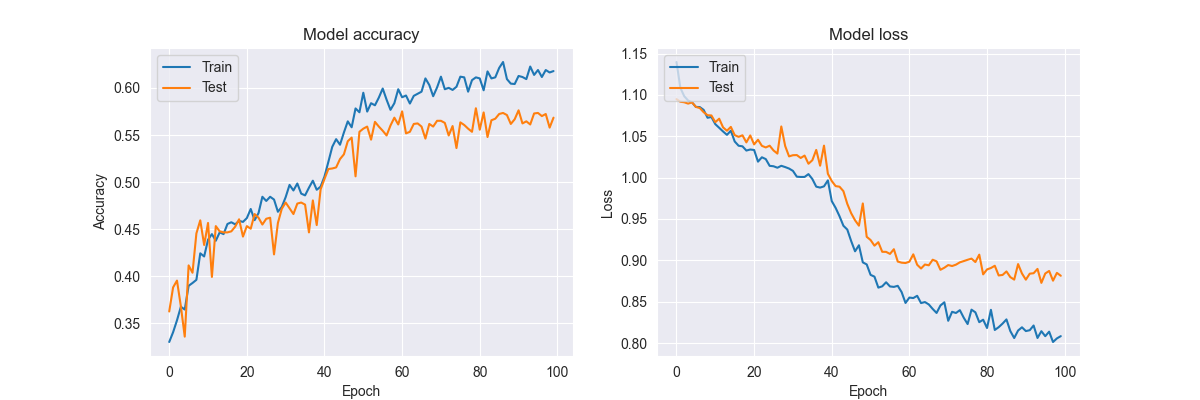 Model accuracy
Train
Test
0.60
0.55
0.50
0.45
0.40
0.35
Accuracy
0 20 40 60 80 100
Epoch
Model loss
Train
Test
1.15
1.10
1.05
1.00
0.95
0.90
0.85
0.80
Loss
0 20 40 60 80 100
Epoch